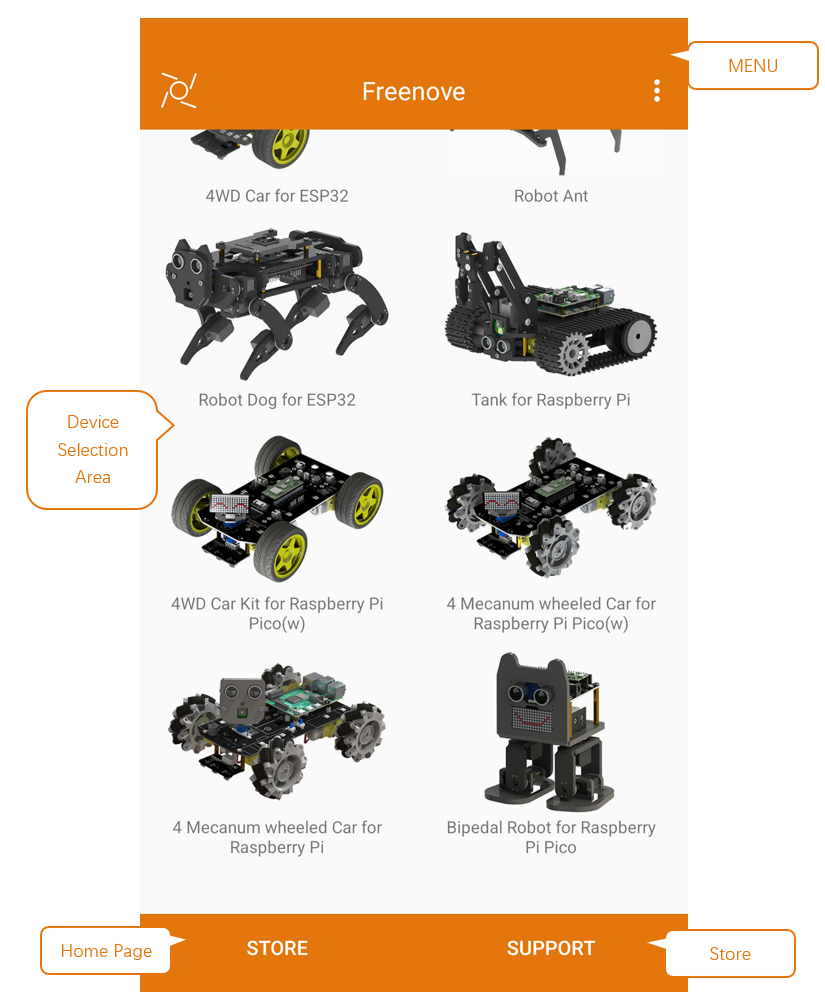 MENU
Freenove
4WD Car for ESP32
Robot Ant
Robot Dog for ESP32
Tank for Raspberry Pi
Device
Selection
Area
4WD Car Kit for Raspberry Pi
Pico(w)
4 Mecanum wheeled Car for
Raspberry Pi Pico(w)
4 Mecanum wheeled Car for
Raspberry Pi
Bipedal Robot for Raspberry
Pi Pico
Home Page
STORE
SUPPORT
Store